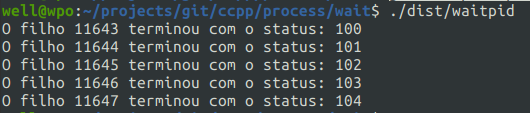 well@wpo:~/projects/git/ccpp/process/wait$ ./dist/waitpid
O filho 11643 terminou com o status: 100
O filho 11644 terminou com o status: 101
O filho 11645 terminou com o status: 102
O filho 11646 terminou com o status: 103
O filho 11647 terminou com o status: 104